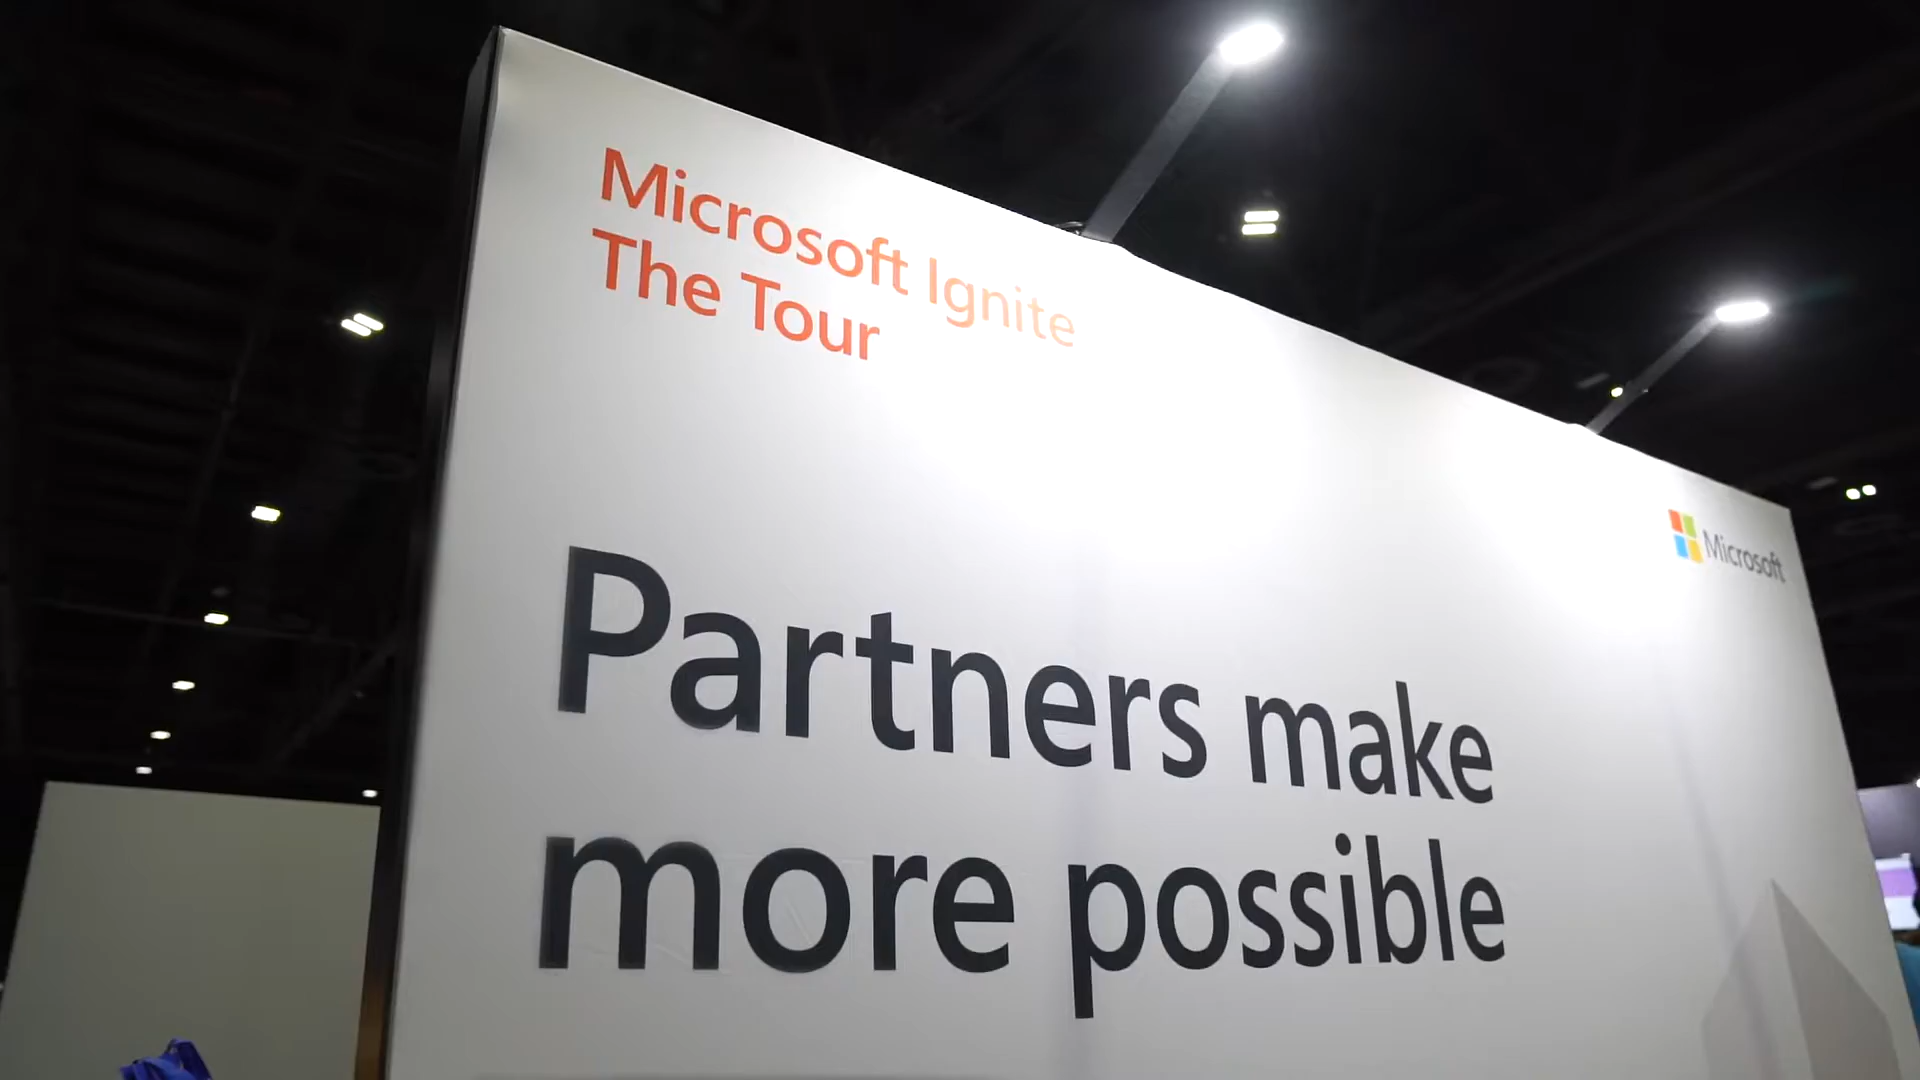 Microsoft Ignite
The Tour
Microsoft
Partners make
more possible